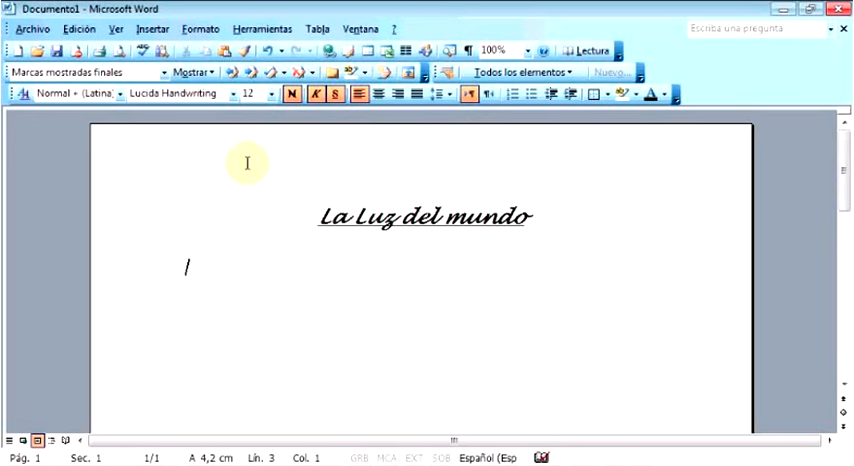 Documento1 - Microsoft Word
Archivo Edición Ver Insertar Formato Herramientas Tabla Ventana ? Escriba una pregunta
100% Lectura
Marcas mostradas finales Mostrar Todos los elementos Nuevo...
Normal + (Latina) Lucida Handwriting 12 N K S
La Luz del mundo
Pág. 1 Sec. 1 1/1 A 4,2 cm Lín. 3 Col. 1 GRB MCA EXT SOB Español (Esp